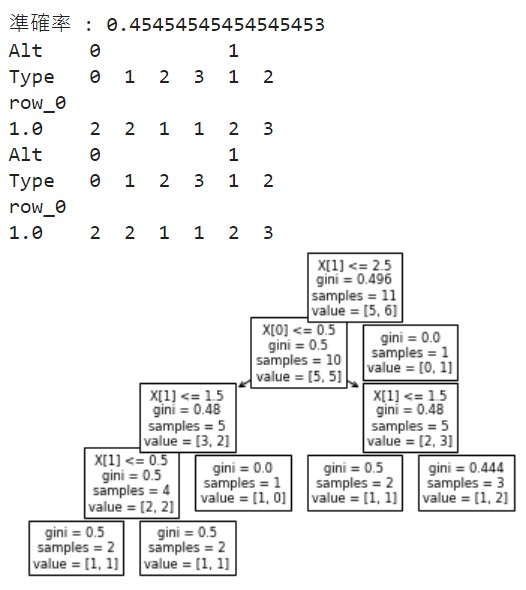 準確率 : 0.45454545454545453
Alt 0 1
Type 0 1 2 3 1 2
row_0
1.0 2 2 1 1 2 3
Alt 0 1
Type 0 1 2 3 1 2
row_0
1.0 2 2 1 1 2 3
X[1] <= 2.5
gini = 0.496
samples = 11
value = [5, 6]
X[0] <= 0.5
gini = 0.5
samples = 10
value = [5, 5]
gini = 0.0
samples = 1
value = [0, 1]
X[1] <= 1.5
gini = 0.48
samples = 5
value = [3, 2]
X[1] <= 1.5
gini = 0.48
samples = 5
value = [2, 3]
X[1] <= 0.5
gini = 0.5
samples = 4
value = [2, 2]
gini = 0.0
samples = 1
value = [1, 0]
gini = 0.5
samples = 2
value = [1, 1]
gini = 0.444
samples = 3
value = [1, 2]
gini = 0.5
samples = 2
value = [1, 1]
gini = 0.5
samples = 2
value = [1, 1]